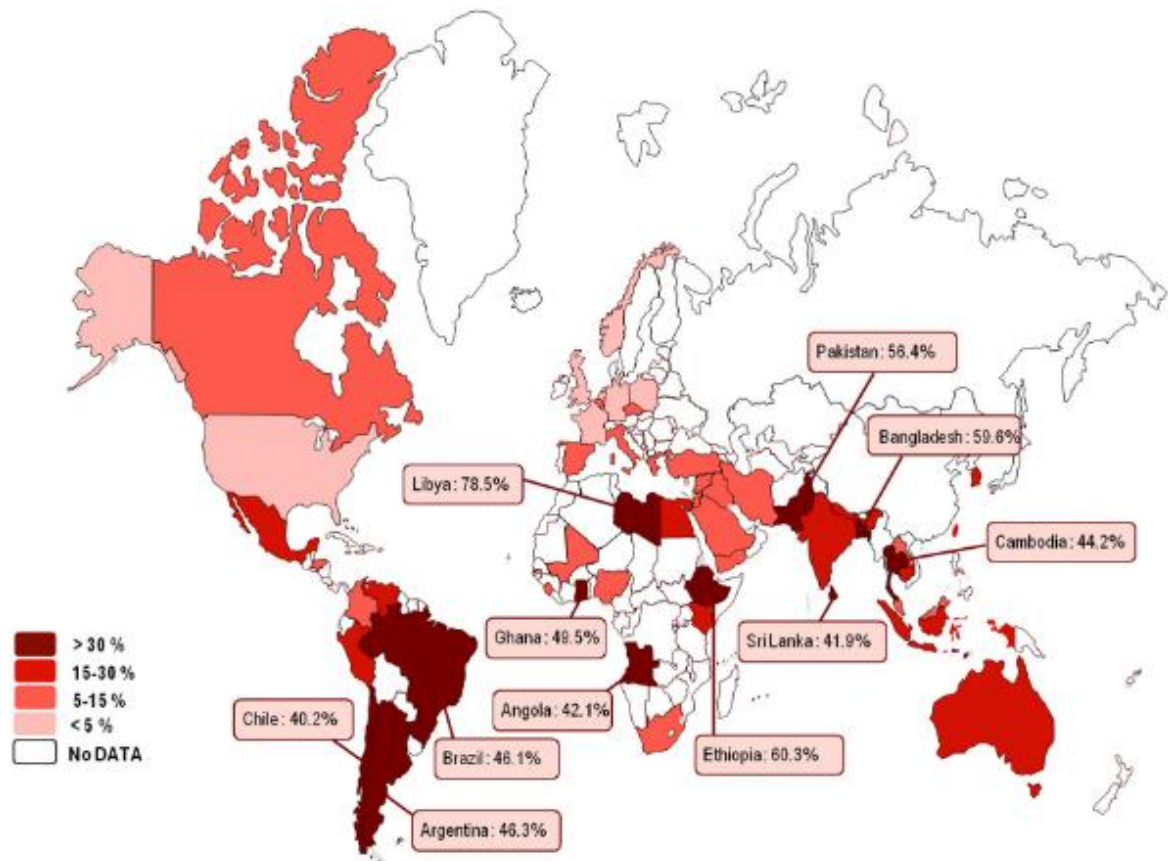 Pakistan: 56.4%
Bangladesh: 59.6%
Libya: 78.5%
Cambodia: 44.2%
Ghana: 49.5%
Sri Lanka: 41.9%
> 30 %
15-30 %
5-15 %
< 5 %
No DATA
Angola: 42.1%
Chile: 40.2%
Brazil: 46.1%
Ethiopia: 60.3%
Argentina: 46.3%